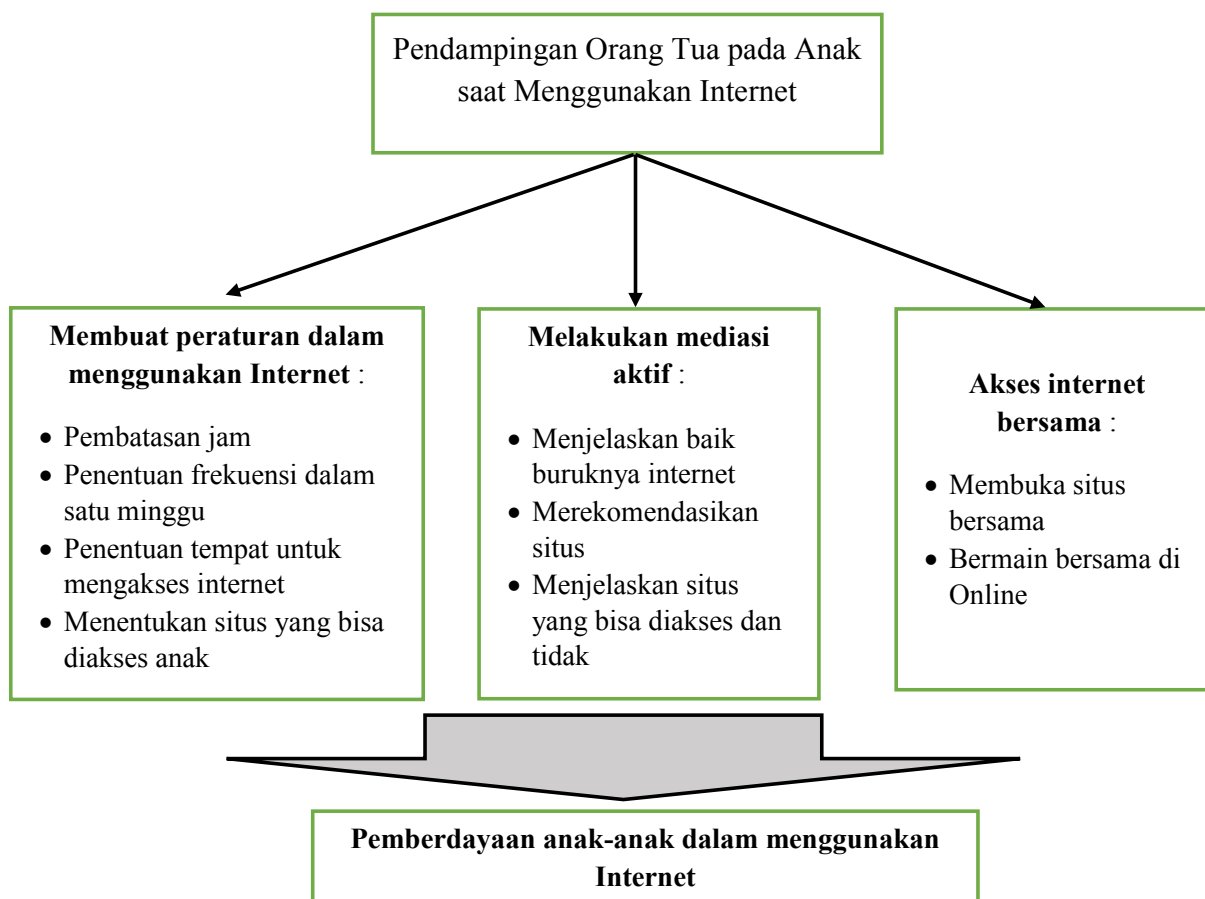 Pendampingan Orang Tua pada Anak
saat Menggunakan Internet
Membuat peraturan dalam
menggunakan Internet :
• Pembatasan jam
• Penentuan frekuensi dalam
satu minggu
• Penentuan tempat untuk
mengakses internet
• Menentukan situs yang bisa
diakses anak
Melakukan mediasi
aktif :
• Menjelaskan baik
buruknya internet
• Merekomendasikan
situs
• Menjelaskan situs
yang bisa diakses dan
tidak
Akses internet
bersama :
• Membuka situs
bersama
• Bermain bersama di
Online
Pemberdayaan anak-anak dalam menggunakan
Internet